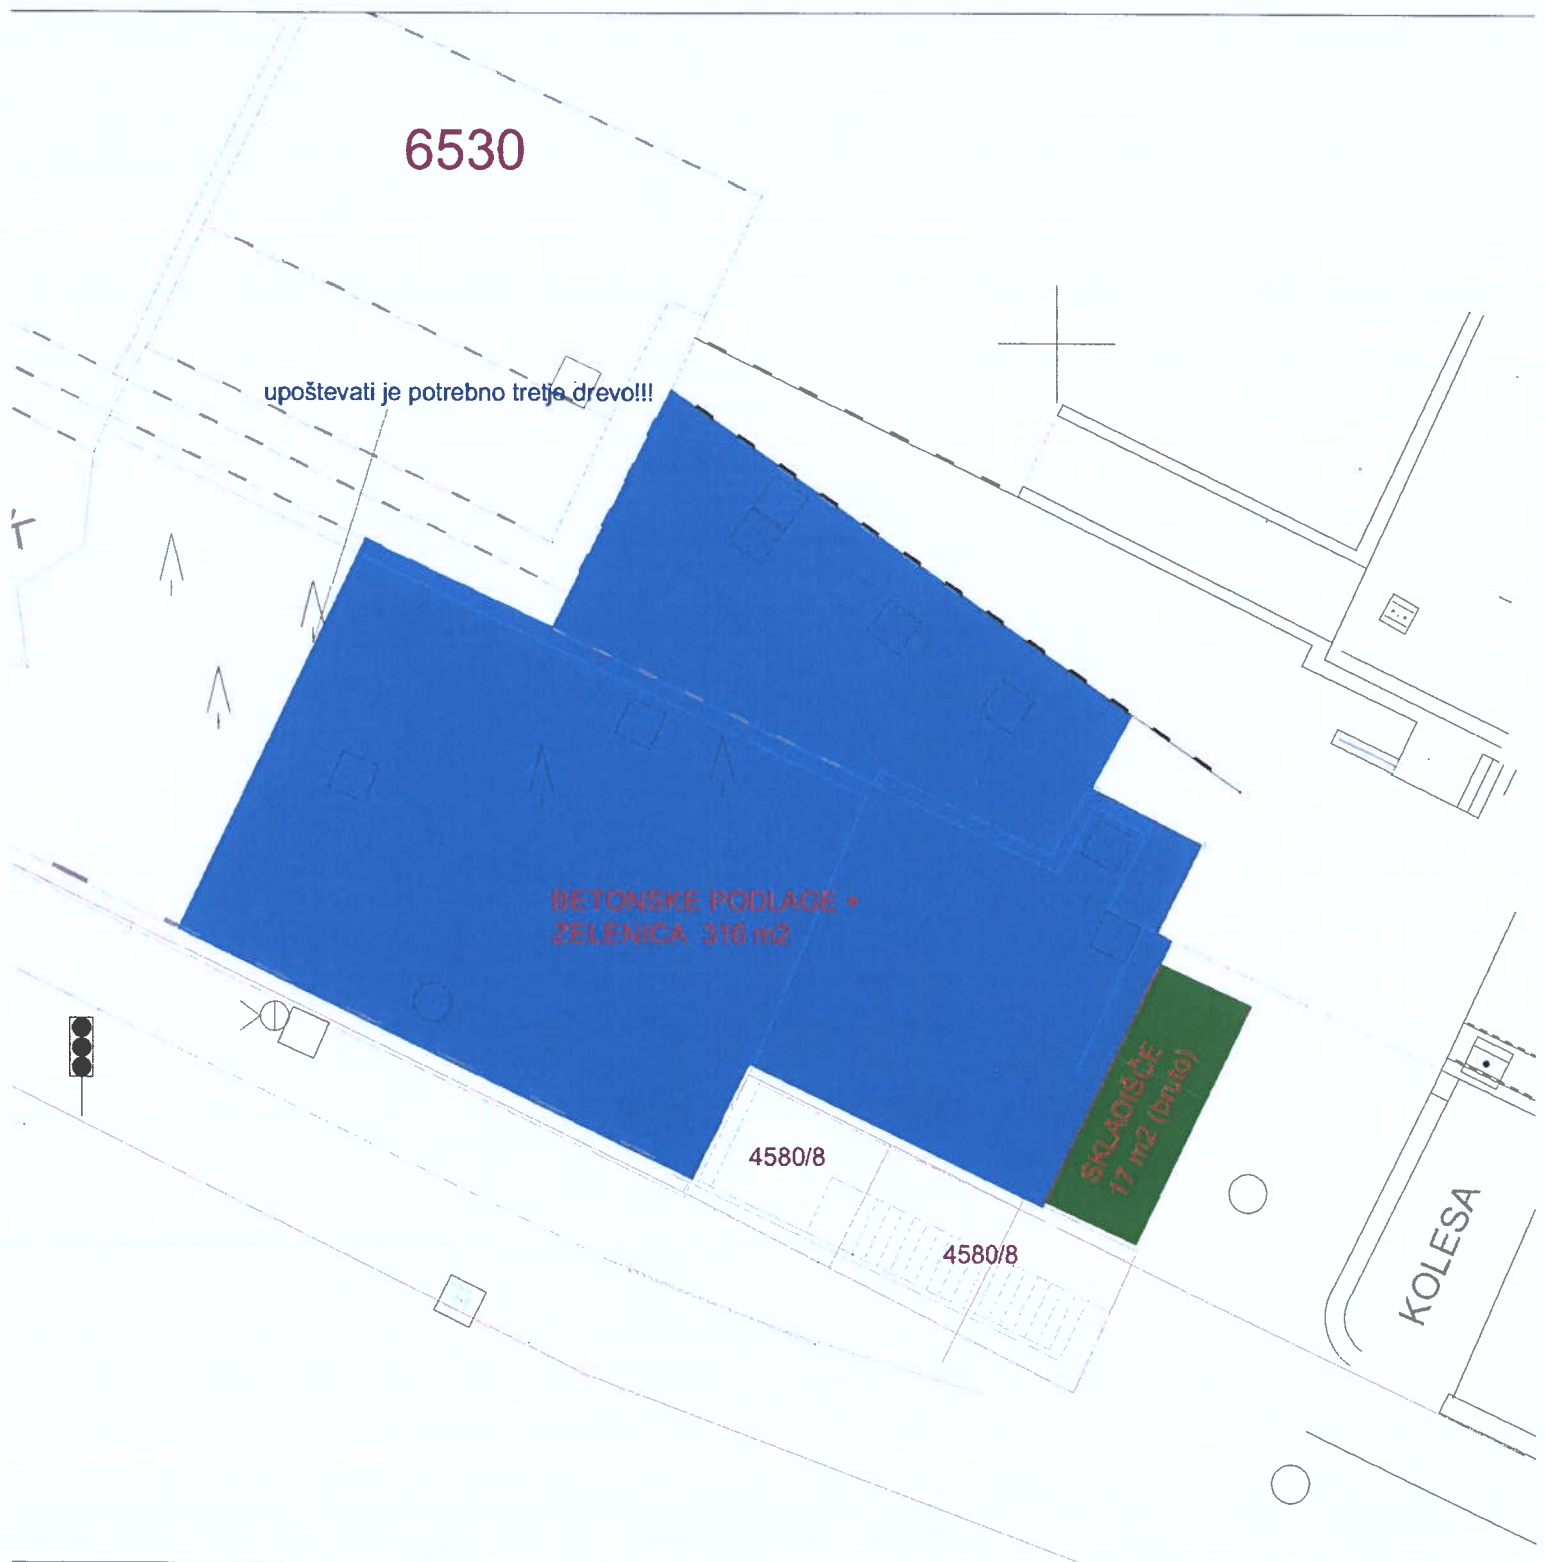 6530
upoštevati je potrebno tretje drevo!!!
BETONSKE PODLAGE +
ZELENICA 316 m2
SKLADIŠČE
17 m2 (bruto)
4580/8
4580/8
KOLESA